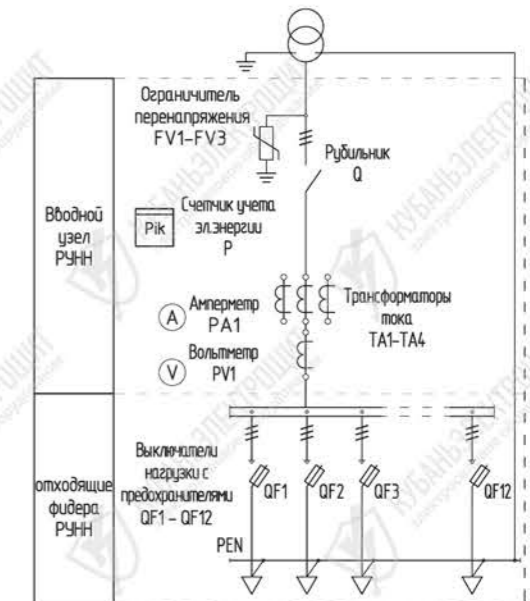 Ограничитель
перенапряжения
FV1-FV3
Рубильник
Q
Вводной
узел
РУНН
Pik
Счетчик учета
эл.энергии
P
A
Амперметр
PA1
Трансформаторы
тока
TA1-TA4
V
Вольтметр
PV1
отходящие
фидера
РУНН
Выключатели
нагрузки с
предохранителями
QF1 - QF12
QF1
QF2
QF3
QF12
PEN
КУБАНЬЭЛЕКТРОЩИТ